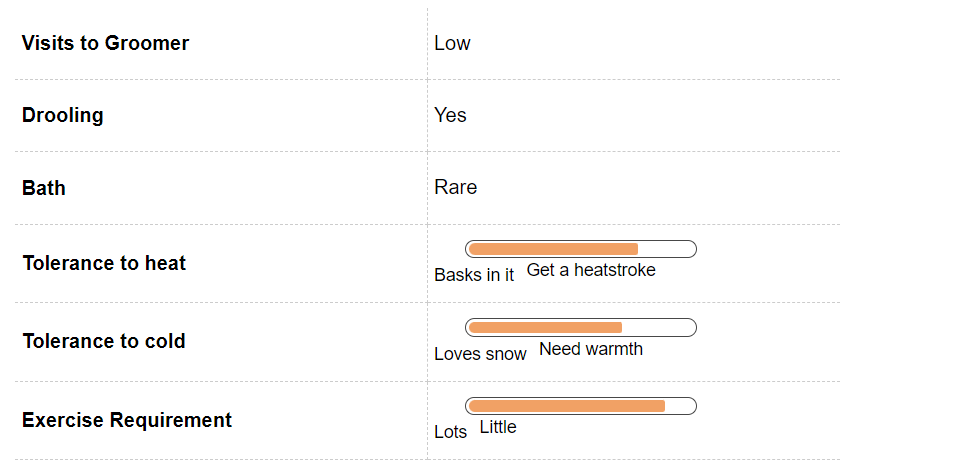 Visits to Groomer Low
Drooling Yes
Bath Rare
Tolerance to heat
Basks in it Get a heatstroke
Tolerance to cold
Loves snow Need warmth
Exercise Requirement
Lots Little